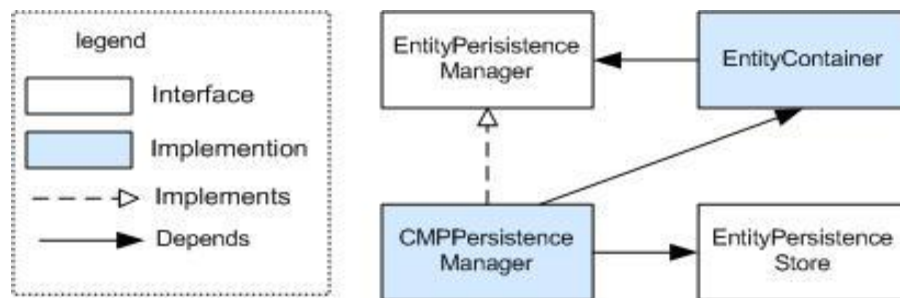 legend
Interface
Implemention
Implements
Depends
EntityPerisistence
Manager
EntityContainer
CMPPersistence
Manager
EntityPersistence
Store